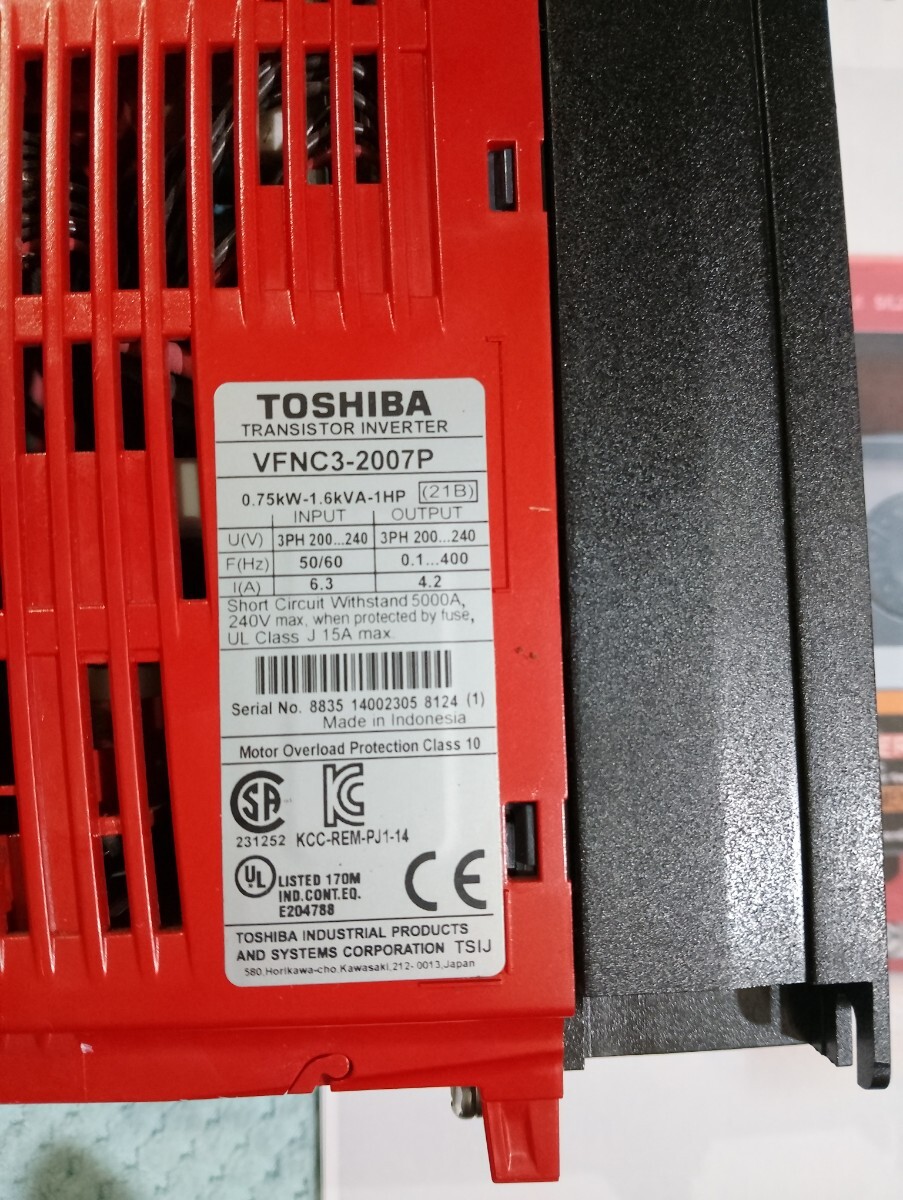 TOSHIBA
TRANSISTOR INVERTER
VFNC3-2007P
0.75kW-1.6kVA-1HP (21B)
INPUT OUTPUT
U(V) 3PH 200...240 3PH 200...240
F(Hz) 50/60 0.1...400
I(A) 6.3 4.2
Short Circuit Withstand 5000A,
240V max. when protected by fuse,
UL Class J 15A max.
Serial No. 8835 14002305 8124 (1)
Made in Indonesia
Motor Overload Protection Class 10
SA
KC
231252 KCC-REM-PJ1-14
UL LISTED 170M
IND.CONT.EQ.
E204788
CE
TOSHIBA INDUSTRIAL PRODUCTS
AND SYSTEMS CORPORATION TSIJ
580,Horikawa-cho,Kawasaki,212-0013,Japan